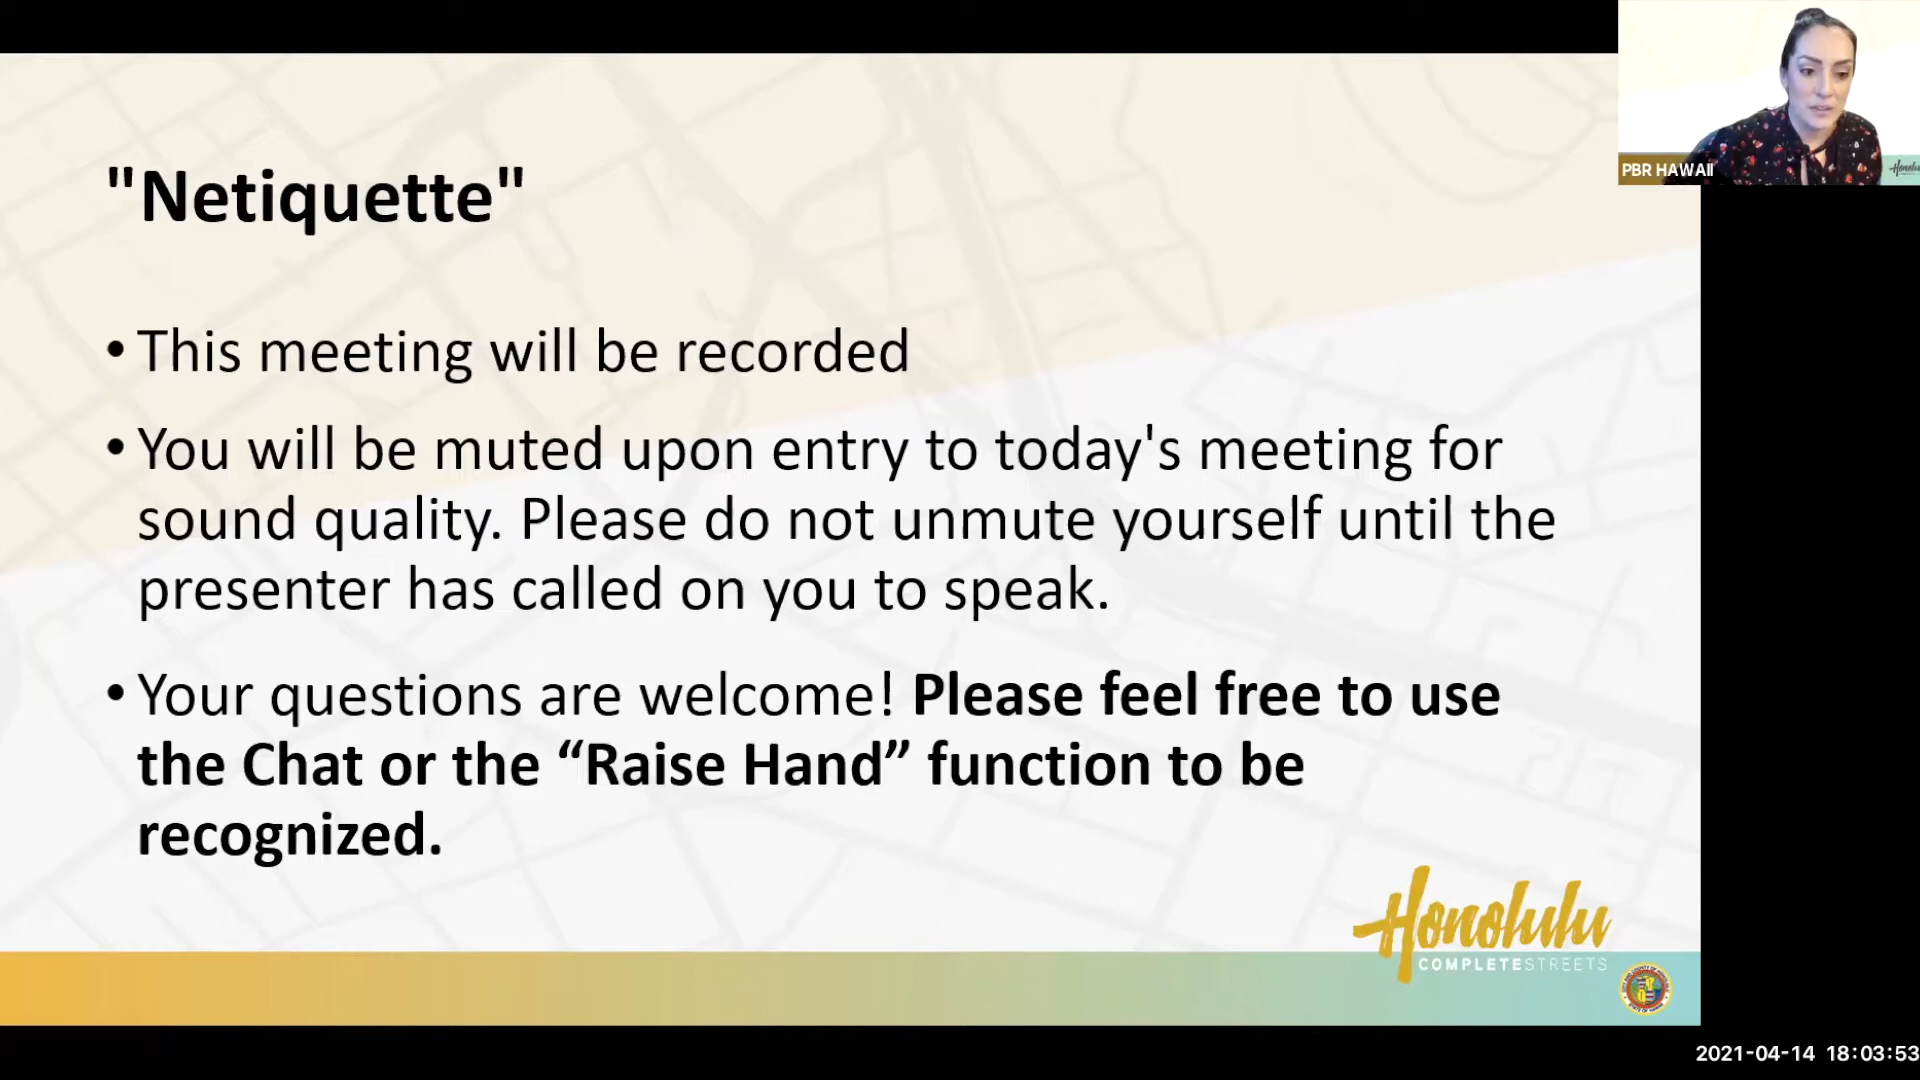 "Netiquette"
• This meeting will be recorded
• You will be muted upon entry to today's meeting for
sound quality. Please do not unmute yourself until the
presenter has called on you to speak.
• Your questions are welcome! Please feel free to use
the Chat or the “Raise Hand” function to be
recognized.
PBR HAWAII
Honolulu
COMPLETESTREETS
2021-04-14 18:03:53